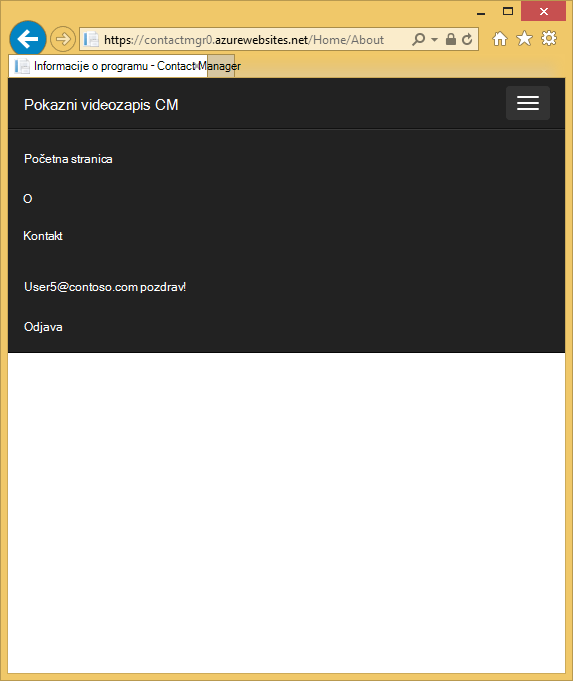 https://contactmgr0.azurewebsites.net/Home/About
Informacije o programu - Contact Manager
Pokazni videozapis CM
Početna stranica
O
Kontakt
User5@contoso.com pozdrav!
Odjava